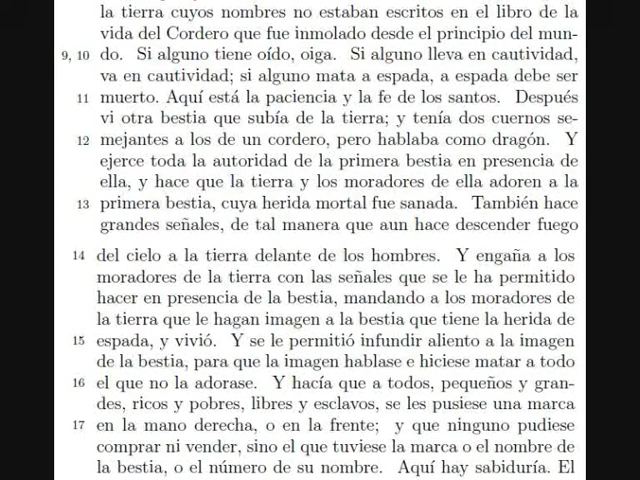 la tierra cuyos nombres no estaban escritos en el libro de la
vida del Cordero que fue inmolado desde el principio del mun-
9, 10 do. Si alguno tiene oído, oiga. Si alguno lleva en cautividad,
va en cautividad; si alguno mata a espada, a espada debe ser
11 muerto. Aquí está la paciencia y la fe de los santos. Después
vi otra bestia que subía de la tierra; y tenía dos cuernos se-
12 mejantes a los de un cordero, pero hablaba como dragón. Y
ejerce toda la autoridad de la primera bestia en presencia de
ella, y hace que la tierra y los moradores de ella adoren a la
13 primera bestia, cuya herida mortal fue sanada. También hace
grandes señales, de tal manera que aun hace descender fuego
14 del cielo a la tierra delante de los hombres. Y engaña a los
moradores de la tierra con las señales que se le ha permitido
hacer en presencia de la bestia, mandando a los moradores de
la tierra que le hagan imagen a la bestia que tiene la herida de
15 espada, y vivió. Y se le permitió infundir aliento a la imagen
de la bestia, para que la imagen hablase e hiciese matar a todo
16 el que no la adorase. Y hacía que a todos, pequeños y gran-
des, ricos y pobres, libres y esclavos, se les pusiese una marca
17 en la mano derecha, o en la frente; y que ninguno pudiese
comprar ni vender, sino el que tuviese la marca o el nombre de
la bestia, o el número de su nombre. Aquí hay sabiduría. El